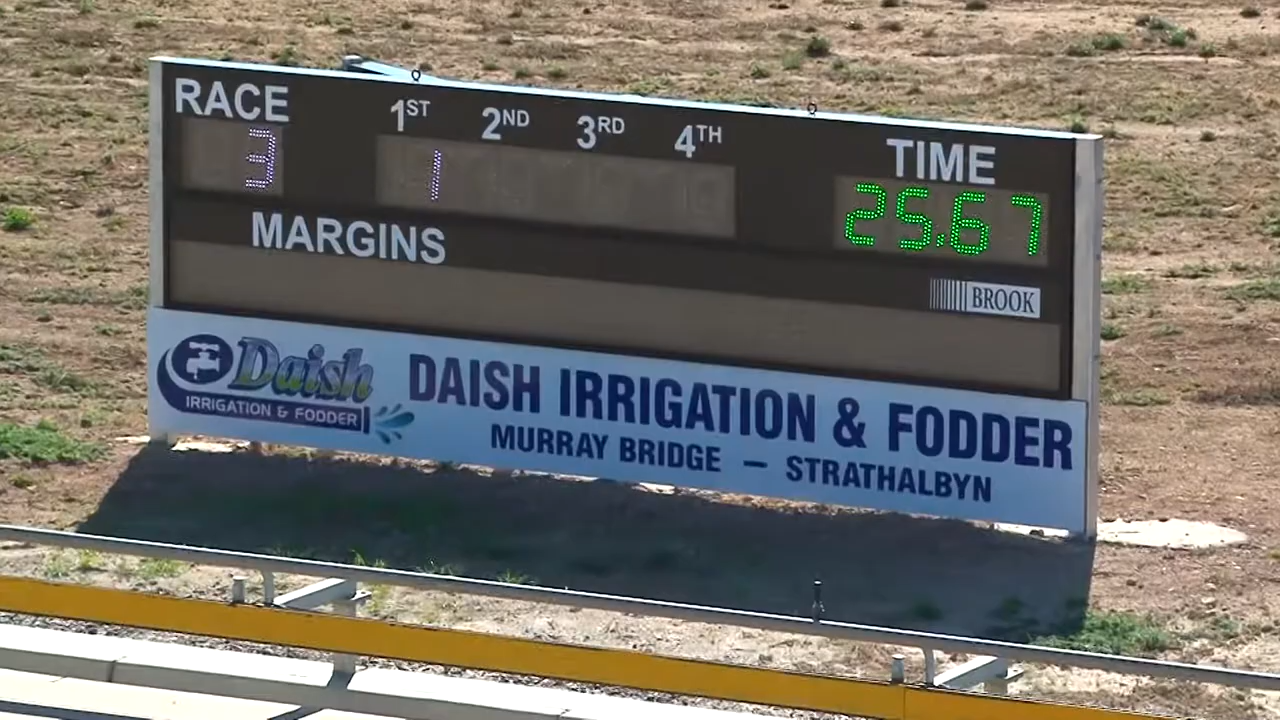 RACE 1ST 2ND 3RD 4TH TIME
3 1 25.67
MARGINS
BROOK
Daish
IRRIGATION & FODDER
DAISH IRRIGATION & FODDER
MURRAY BRIDGE – STRATHALBYN